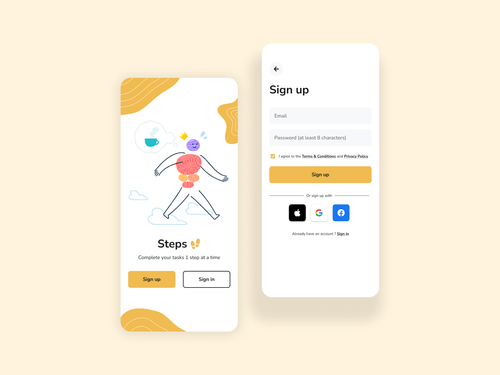 Steps
Complete your tasks 1 step at a time
Sign up
Sign in
Sign up
Email
Password (at least 8 characters)
I agree to the Terms & Conditions and Privacy Policy
Sign up
Or sign up with
Already have an account ? Sign in